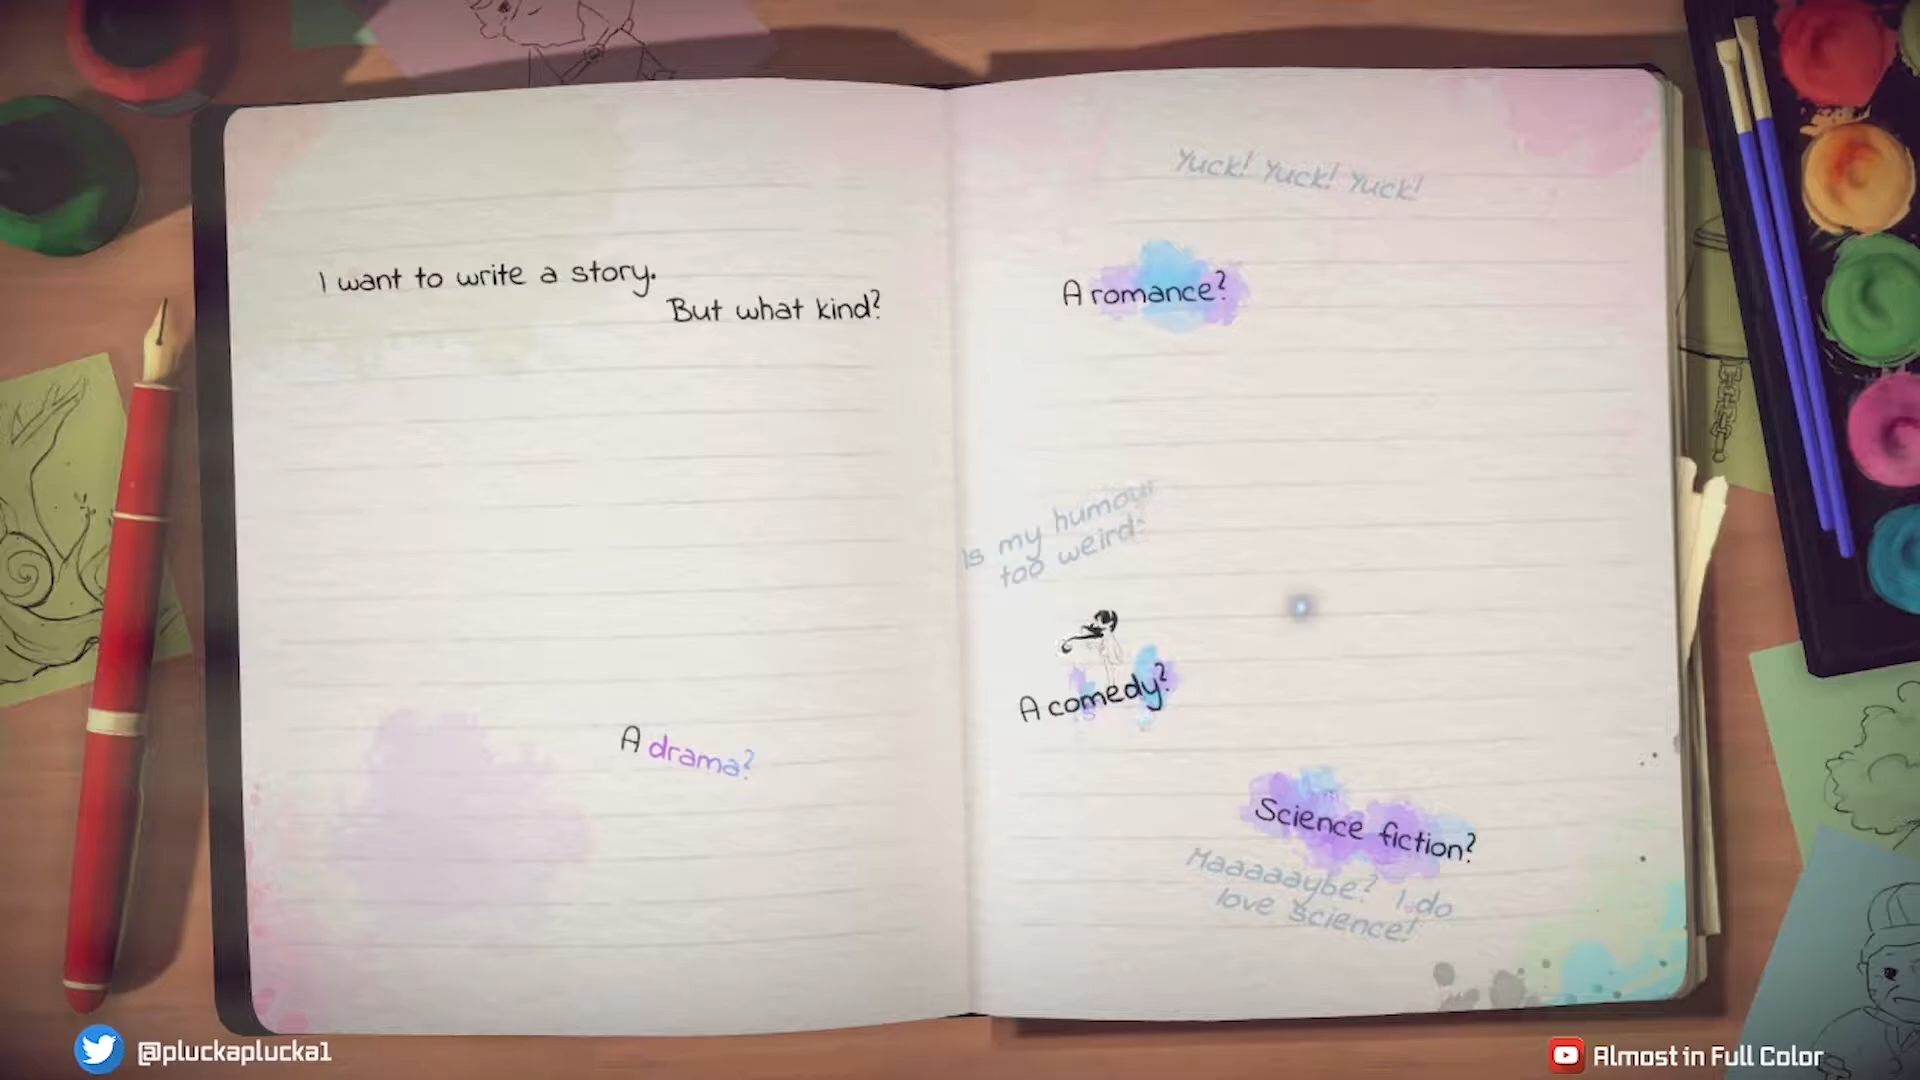 I want to write a story.
But what kind?
A drama?
Yuck! Yuck! Yuck!
A romance?
Is my humour
too weird?
A comedy?
Science fiction?
Maaaaaybe? I do
love science!
@pluckaplucka1
Almost in Full Color